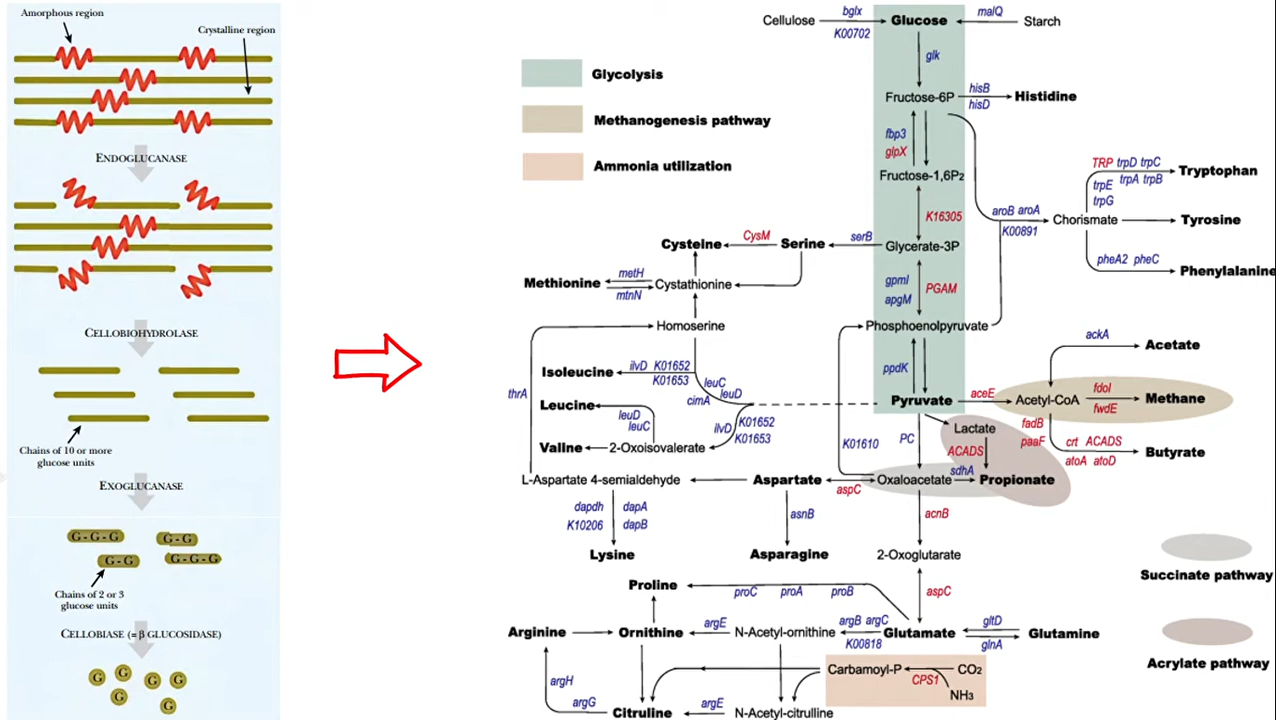 Amorphous region
Crystalline region
ENDOGLUCANASE
CELLOBIOHYDROLASE
Chains of 10 or more
glucose units
EXOGLUCANASE
G - G - G
G - G
G - G
G - G - G
Chains of 2 or 3
glucose units
CELLOBIASE (= β GLUCOSIDASE)
G
G
G
G
G
G
Glycolysis
Methanogenesis pathway
Ammonia utilization
Cellulose
bglx
K00702
Glucose
malQ
Starch
glk
Fructose-6P
hisB
hisD
Histidine
fbp3
glpX
Fructose-1,6P2
K16305
Glycerate-3P
serB
Serine
CysM
Cysteine
aroB aroA
K00891
Chorismate
TRP trpD trpC
trpE trpA trpB
trpG
Tryptophan
Tyrosine
pheA2 pheC
Phenylalanine
Methionine
metH
mtnN
Cystathionine
gpmI
apgM
PGAM
Homoserine
Phosphoenolpyruvate
ppdK
thrA
Isoleucine
ilvD K01652
K01653
leuC
leuD
cimA
Leucine
leuD
leuC
ilvD
K01652
K01653
Valine
2-Oxoisovalerate
Pyruvate
aceE
Acetyl-CoA
ackA
Acetate
fdoI
fwdE
Methane
fadB
paaF
crt ACADS
atoA atoD
Butyrate
Lactate
ACADS
PC
K01610
sdhA
L-Aspartate 4-semialdehyde
Aspartate
aspC
Oxaloacetate
Propionate
dapdh dapA
K10206 dapB
Lysine
asnB
Asparagine
acnB
2-Oxoglutarate
aspC
Proline
proC proA proB
Arginine
Ornithine
argE
N-Acetyl-ornithine
argB argC
K00818
Glutamate
gltD
glnA
Glutamine
Carbamoyl-P
CPS1
CO2
NH3
argH
argG
Citruline
argE
N-Acetyl-citrulline
Succinate pathway
Acrylate pathway